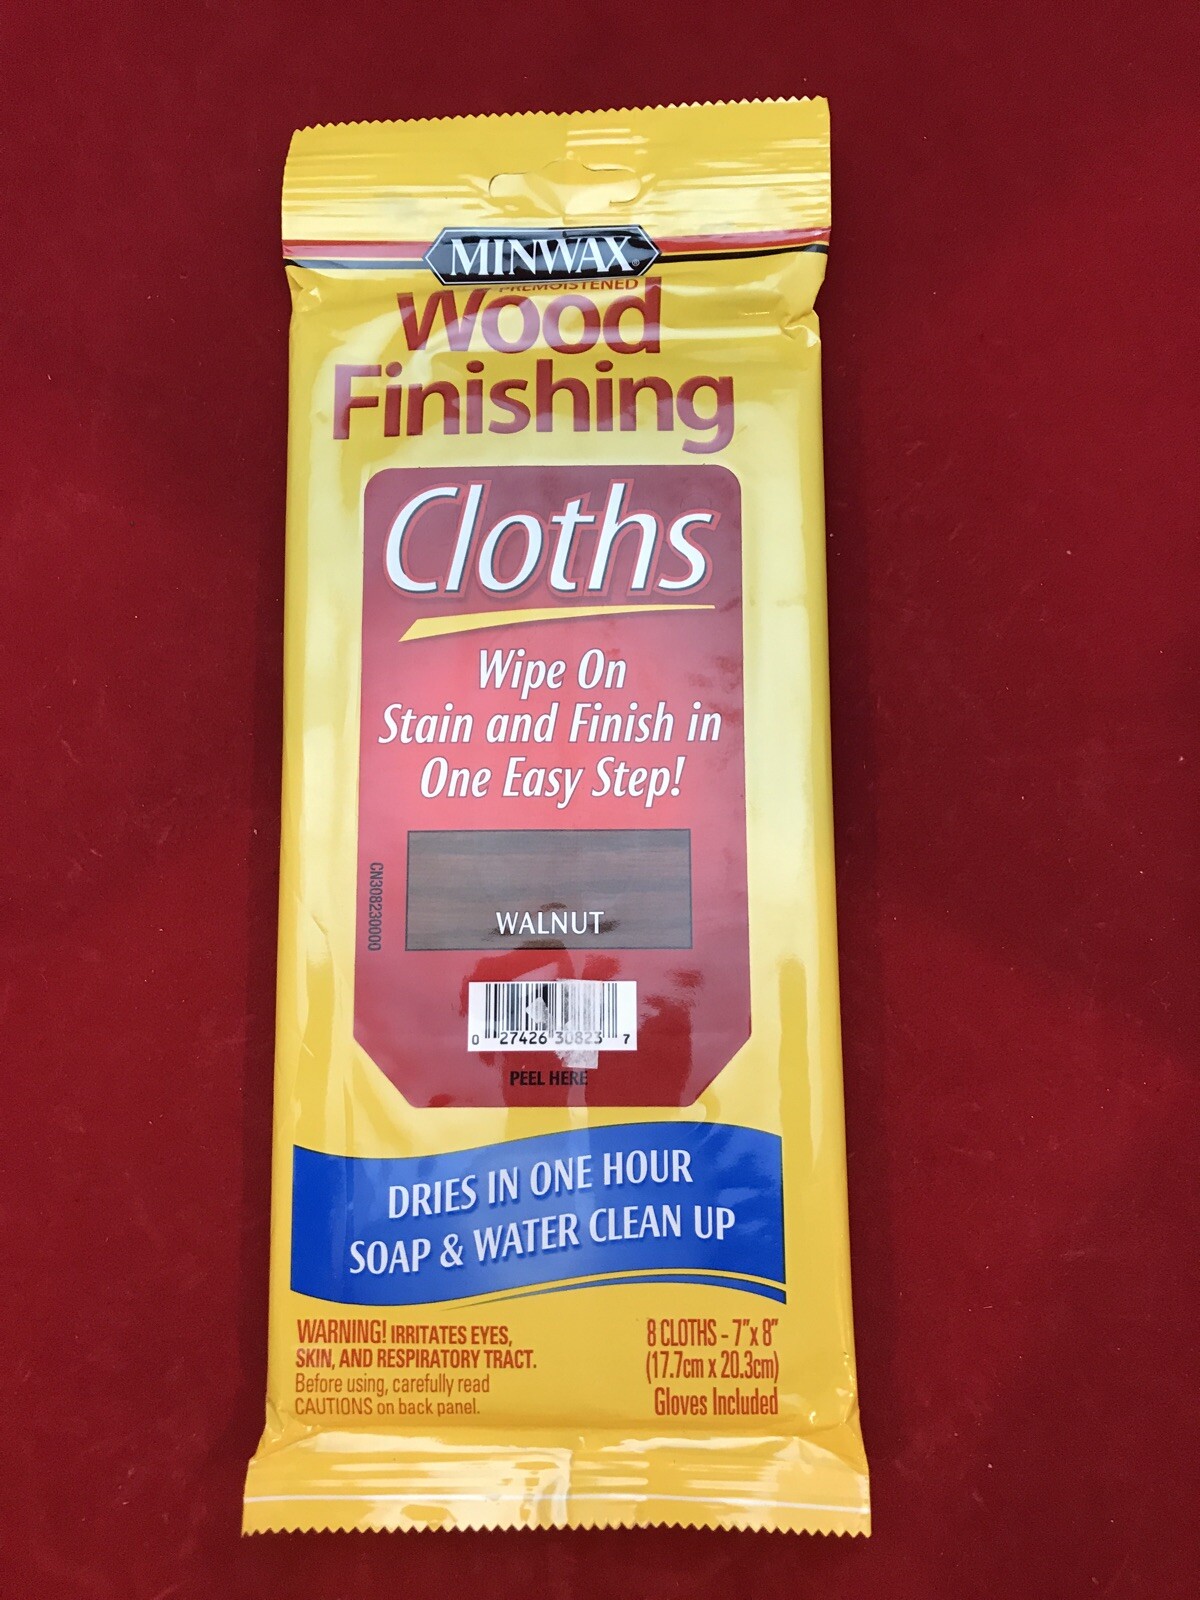 MINWAX®
PREMOISTENED
Wood
Finishing
Cloths
Wipe On
Stain and Finish in
One Easy Step!
WALNUT
CN308230000
0 27426 30823 7
PEEL HERE
DRIES IN ONE HOUR
SOAP & WATER CLEAN UP
WARNING! IRRITATES EYES,
SKIN, AND RESPIRATORY TRACT.
Before using, carefully read
CAUTIONS on back panel.
8 CLOTHS - 7"x 8"
(17.7cm x 20.3cm)
Gloves Included